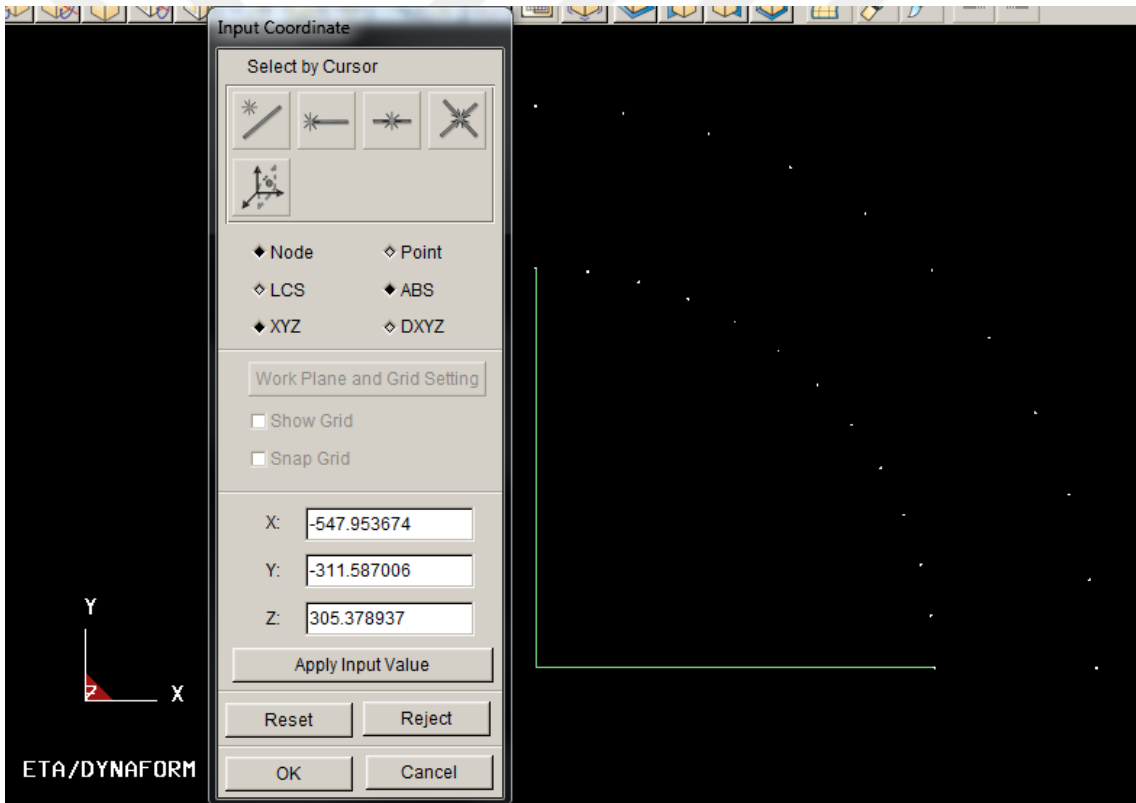 Input Coordinate
Select by Cursor
Node Point
LCS ABS
XYZ DXYZ
Work Plane and Grid Setting
Show Grid
Snap Grid
X: -547.953674
Y: -311.587006
Z: 305.378937
Apply Input Value
Reset Reject
OK Cancel
Y
Z X
ETA/DYNAFORM